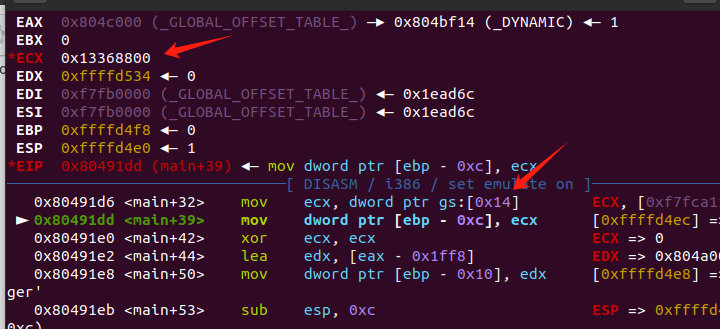 EAX 0x804c000 (_GLOBAL_OFFSET_TABLE_) —▸ 0x804bf14 (_DYNAMIC) ◂— 1
EBX 0
*ECX 0x13368800
EDX 0xffffd534 ◂— 0
EDI 0xf7fb0000 (_GLOBAL_OFFSET_TABLE_) ◂— 0x1ead6c
ESI 0xf7fb0000 (_GLOBAL_OFFSET_TABLE_) ◂— 0x1ead6c
EBP 0xffffd4f8 ◂— 0
ESP 0xffffd4e0 ◂— 1
*EIP 0x80491dd (main+39) ◂— mov dword ptr [ebp - 0xc], ecx
[ DISASM / i386 / set emulate on ]
0x80491d6 <main+32> mov ecx, dword ptr gs:[0x14] ECX, [0xf7fca1
► 0x80491dd <main+39> mov dword ptr [ebp - 0xc], ecx [0xffffd4ec] =>
0x80491e0 <main+42> xor ecx, ecx ECX => 0
0x80491e2 <main+44> lea edx, [eax - 0x1ff8] EDX => 0x804a00
0x80491e8 <main+50> mov dword ptr [ebp - 0x10], edx [0xffffd4e8] =>
ger'
0x80491eb <main+53> sub esp, 0xc ESP => 0xffffd4
0xc)